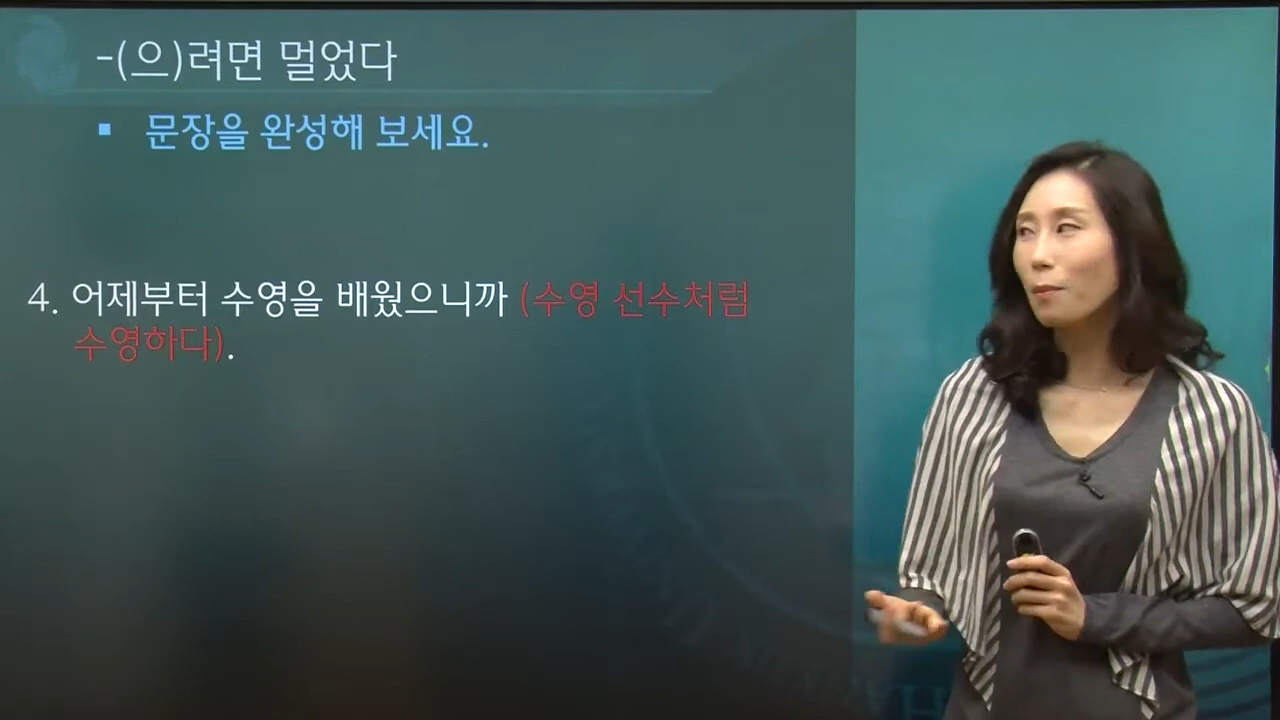 -(으)려면 멀었다
▪ 문장을 완성해 보세요.
4. 어제부터 수영을 배웠으니까 (수영 선수처럼
수영하다).